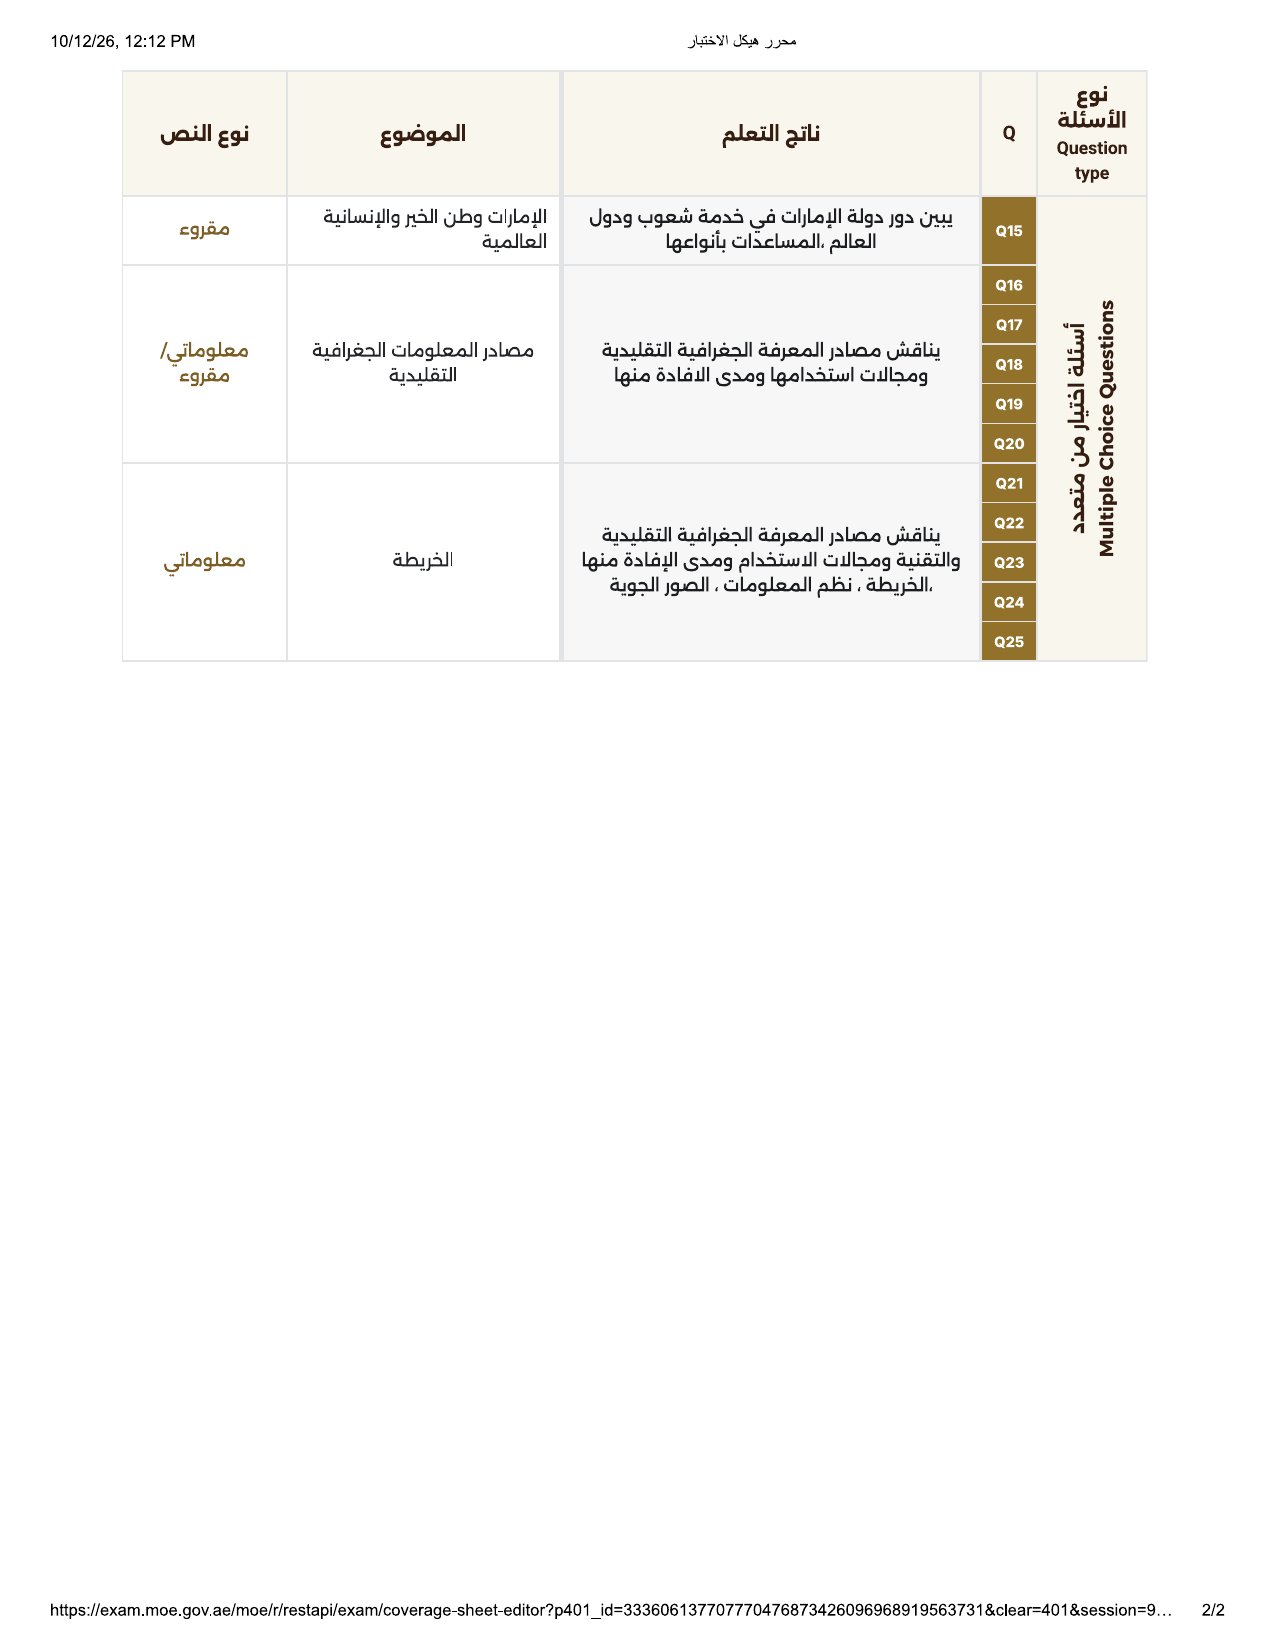 10/12/26, 12:12 PM
محرر هيكل الاختبار
نوع
الأسئلة
Question
type
Q
ناتج التعلم
الموضوع
نوع النص
أسئلة اختيار من متعدد
Multiple Choice Questions
Q15
يبين دور دولة الإمارات في خدمة شعوب ودول
العالم ،المساعدات بأنواعها
الإمارات وطن الخير والإنسانية
العالمية
مقروء
Q16
Q17
Q18
Q19
Q20
يناقش مصادر المعرفة الجغرافية التقليدية
ومجالات استخدامها ومدى الافادة منها
مصادر المعلومات الجغرافية
التقليدية
معلوماتي/
مقروء
Q21
Q22
Q23
Q24
Q25
يناقش مصادر المعرفة الجغرافية التقليدية
والتقنية ومجالات الاستخدام ومدى الإفادة منها
،الخريطة ، نظم المعلومات ، الصور الجوية
الخريطة
معلوماتي
https://exam.moe.gov.ae/moe/r/restapi/exam/coverage-sheet-editor?p401_id=333606137707770476873426096968919563731&clear=401&session=9…
2/2